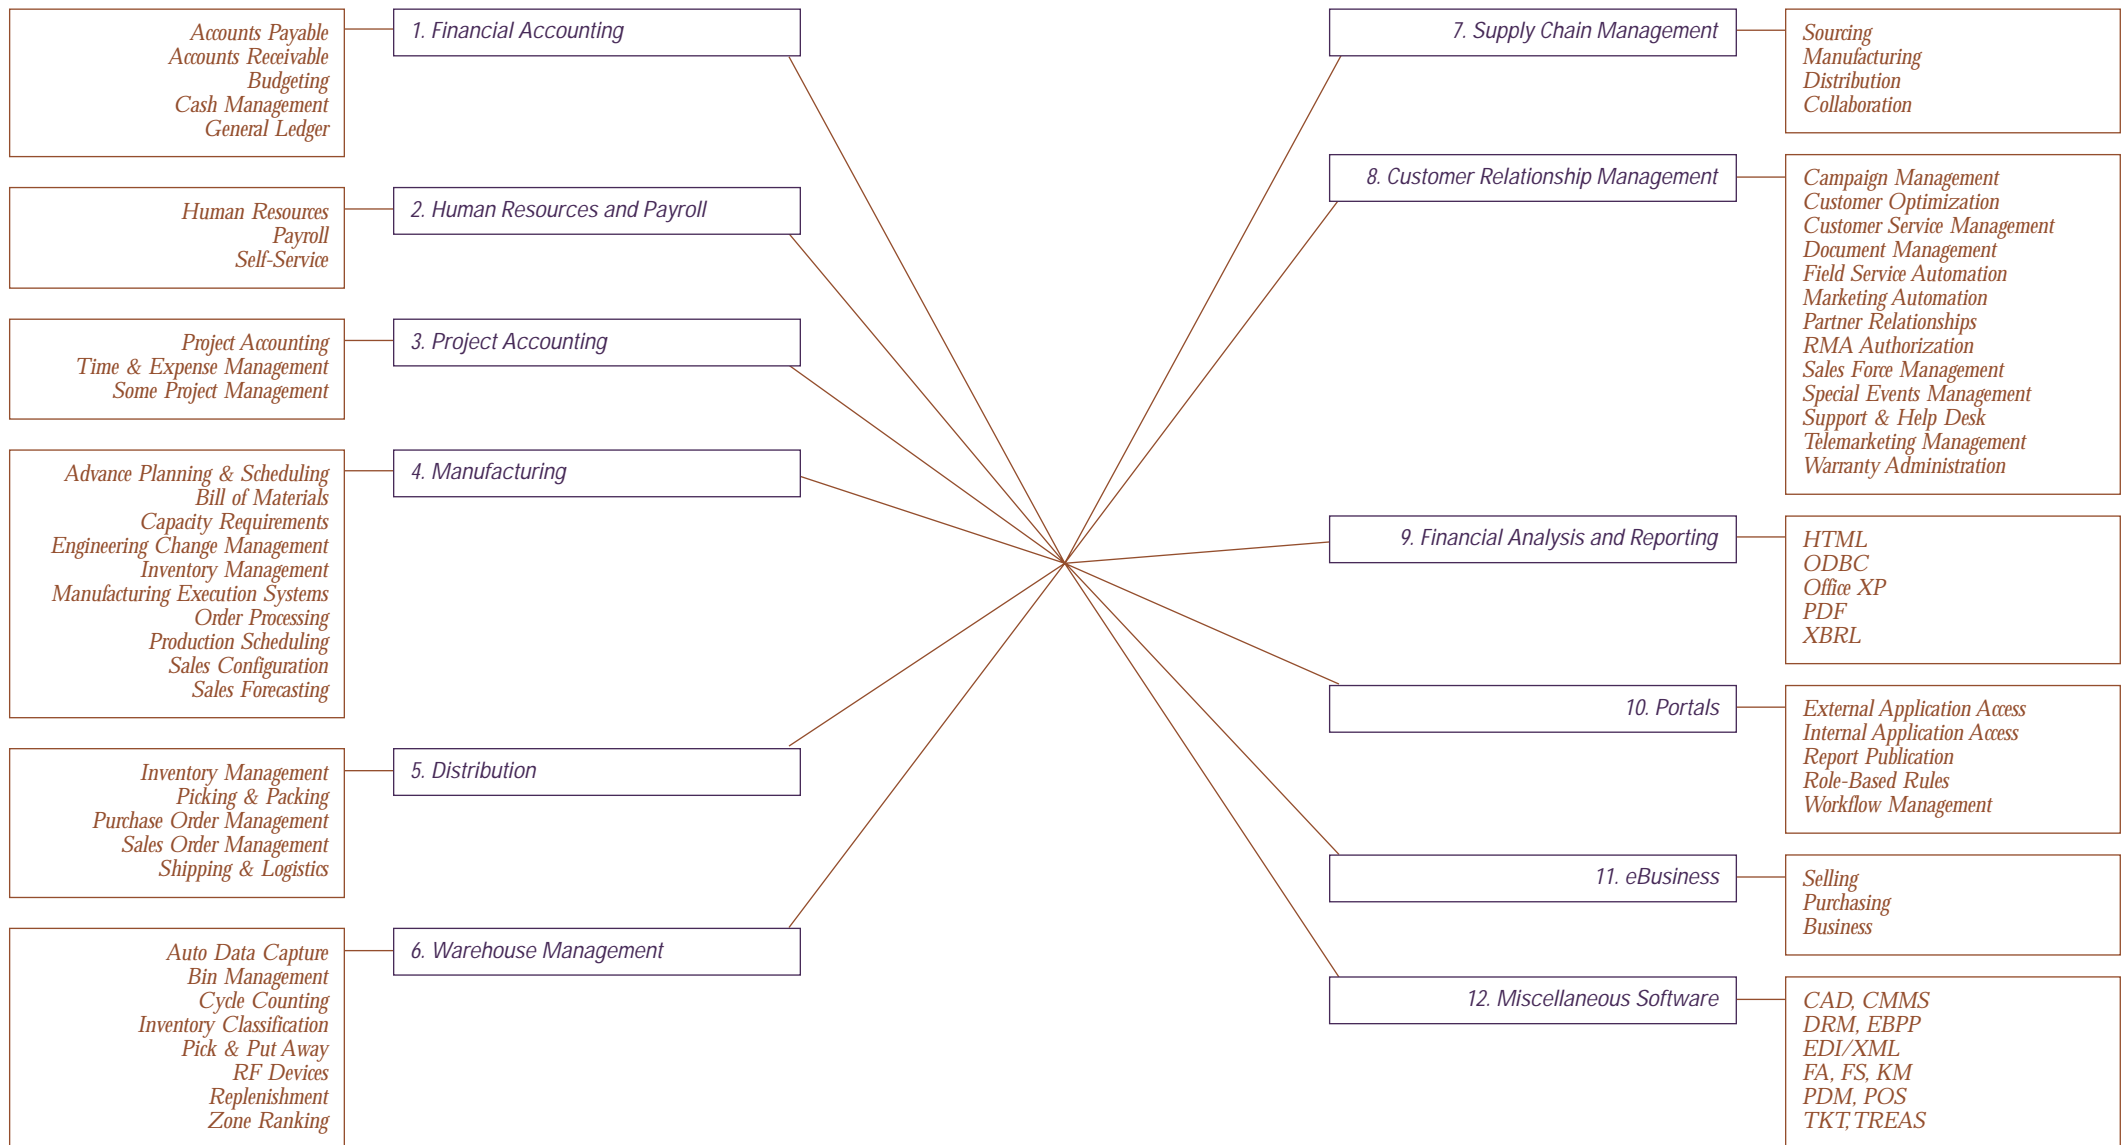 1. Financial Accounting
Accounts Payable
Accounts Receivable
Budgeting
Cash Management
General Ledger
2. Human Resources and Payroll
Human Resources
Payroll
Self-Service
3. Project Accounting
Project Accounting
Time & Expense Management
Some Project Management
4. Manufacturing
Advance Planning & Scheduling
Bill of Materials
Capacity Requirements
Engineering Change Management
Inventory Management
Manufacturing Execution Systems
Order Processing
Production Scheduling
Sales Configuration
Sales Forecasting
5. Distribution
Inventory Management
Picking & Packing
Purchase Order Management
Sales Order Management
Shipping & Logistics
6. Warehouse Management
Auto Data Capture
Bin Management
Cycle Counting
Inventory Classification
Pick & Put Away
RF Devices
Replenishment
Zone Ranking
7. Supply Chain Management
Sourcing
Manufacturing
Distribution
Collaboration
8. Customer Relationship Management
Campaign Management
Customer Optimization
Customer Service Management
Document Management
Field Service Automation
Marketing Automation
Partner Relationships
RMA Authorization
Sales Force Management
Special Events Management
Support & Help Desk
Telemarketing Management
Warranty Administration
9. Financial Analysis and Reporting
HTML
ODBC
Office XP
PDF
XBRL
10. Portals
External Application Access
Internal Application Access
Report Publication
Role-Based Rules
Workflow Management
11. eBusiness
Selling
Purchasing
Business
12. Miscellaneous Software
CAD, CMMS
DRM, EBPP
EDI/XML
FA, FS, KM
PDM, POS
TKT, TREAS